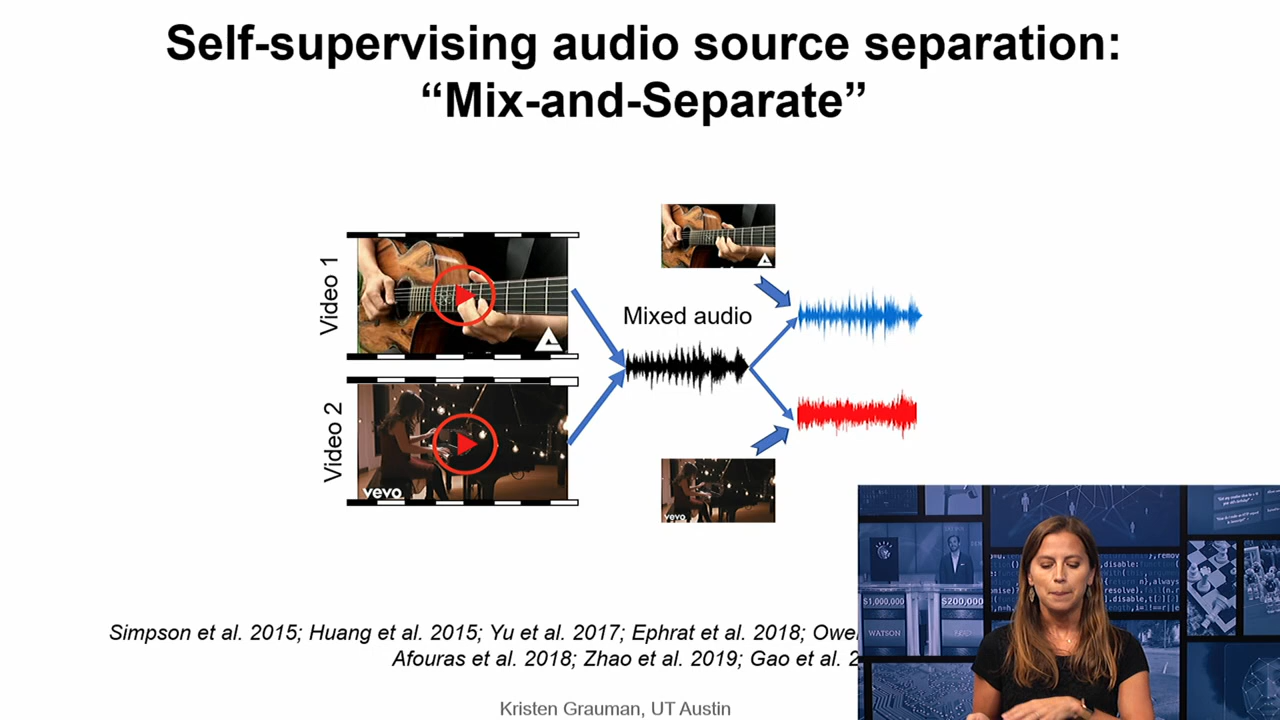 Self-supervising audio source separation:
“Mix-and-Separate”
Video 1
Mixed audio
Video 2
vevo
vevo
Simpson et al. 2015; Huang et al. 2015; Yu et al. 2017; Ephrat et al. 2018;
Afouras et al. 2018; Zhao et al. 2019; Gao et al.
Kristen Grauman, UT Austin
$1,000,000
$200,000
WATSON